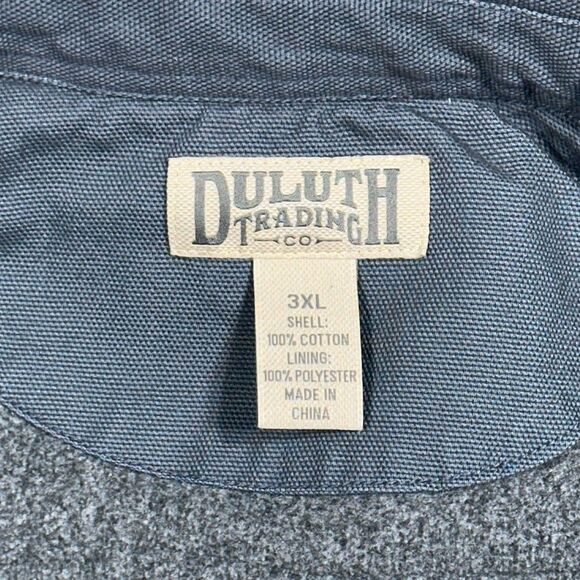 DULUTH
TRADING
CO
3XL
SHELL:
100% COTTON
LINING:
100% POLYESTER
MADE IN
CHINA